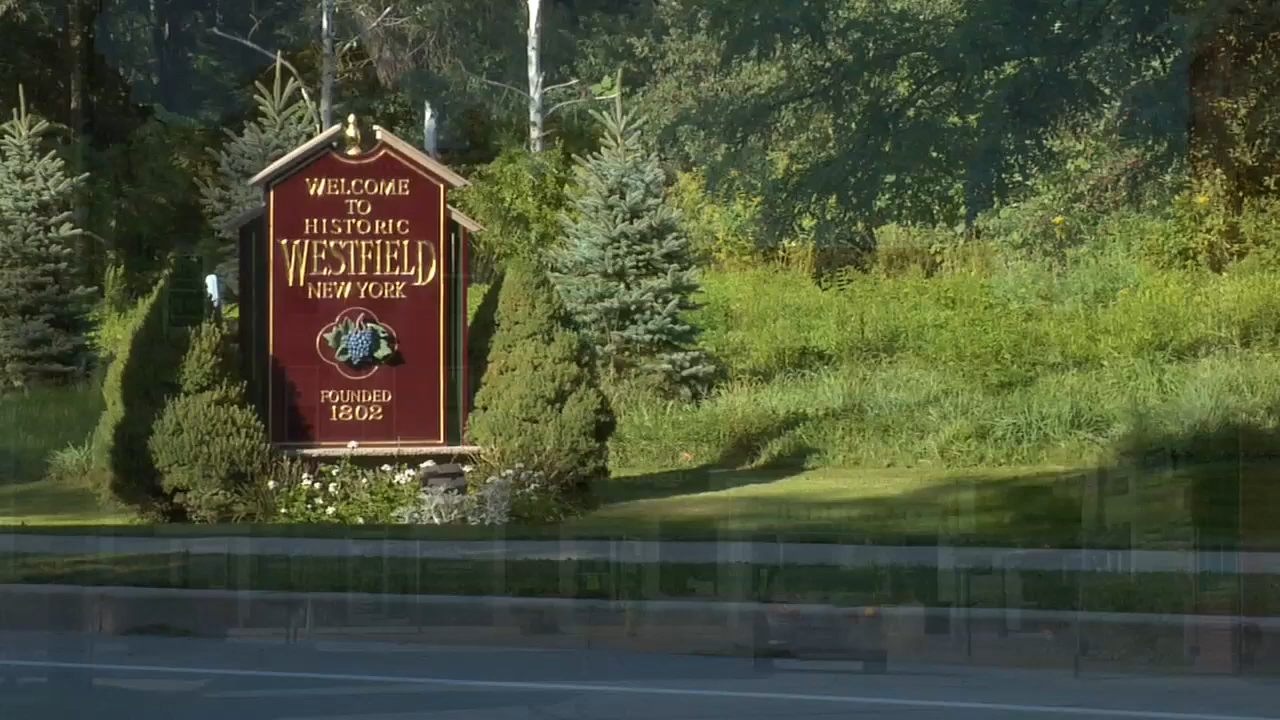 WELCOME
TO
HISTORIC
WESTFIELD
NEW YORK
FOUNDED
1802